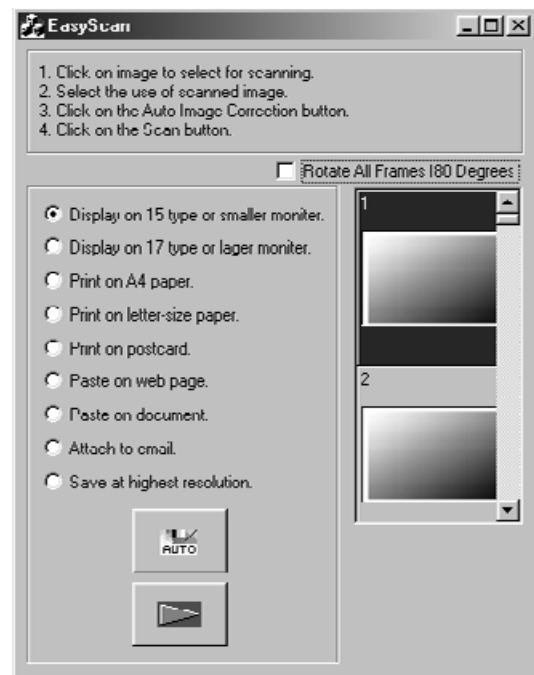 EasyScan
1. Click on image to select for scanning.
2. Select the use of scanned image.
3. Click on the Auto Image Correction button.
4. Click on the Scan button.
Rotate All Frames 180 Degrees
Display on 15 type or smaller moniter.
Display on 17 type or lager moniter.
Print on A4 paper.
Print on letter-size paper.
Print on postcard.
Paste on web page.
Paste on document.
Attach to email.
Save at highest resolution.
AUTO
1
2